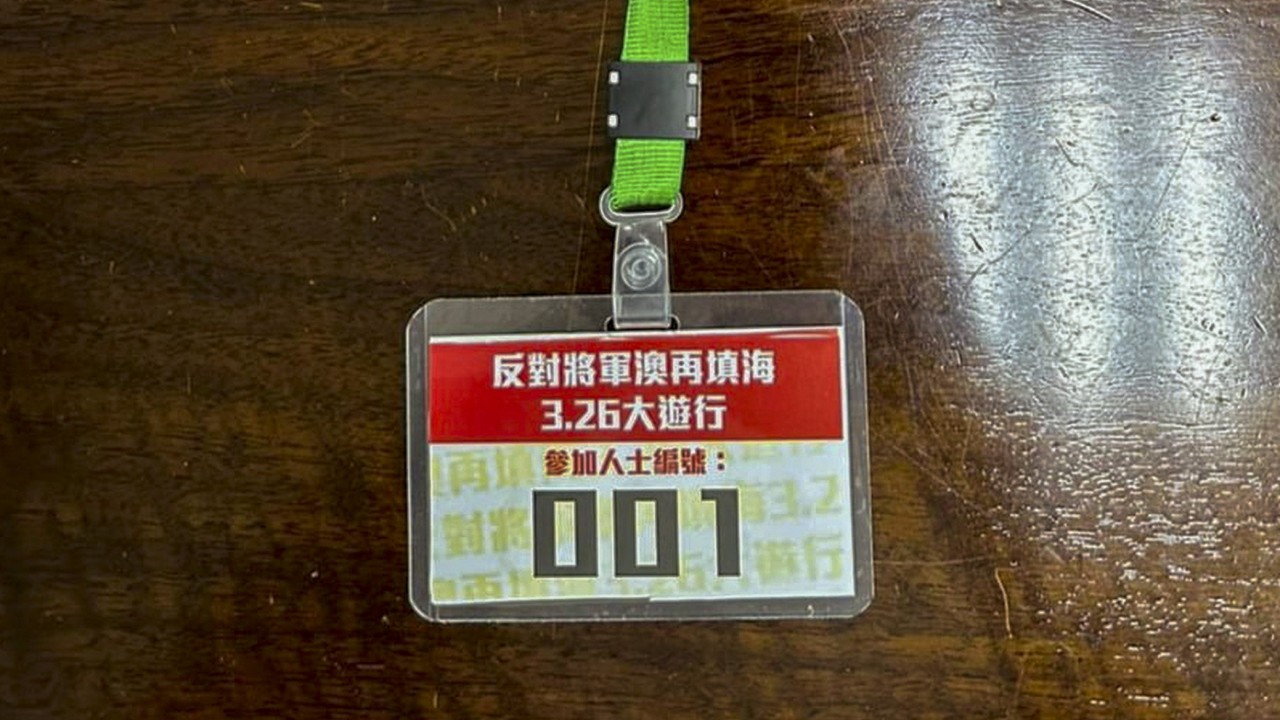 反對將軍澳再填海
3.26大遊行
參加人士編號：
001